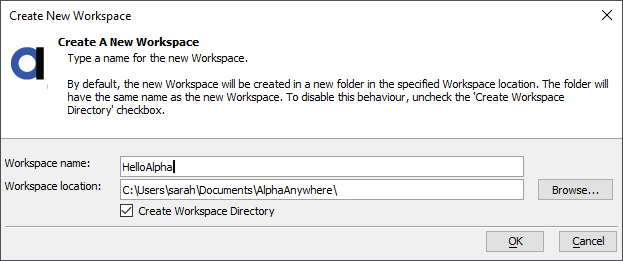 Create New Workspace
Create A New Workspace
Type a name for the new Workspace.
By default, the new Workspace will be created in a new folder in the specified Workspace location. The folder
will have the same name as the new Workspace. To disable this behaviour, uncheck the 'Create Workspace
Directory' checkbox.
Workspace name:
HelloAlpha
Workspace location:
C:\Users\sarah\Documents\AlphaAnywhere\
Browse...
Create Workspace Directory
OK
Cancel